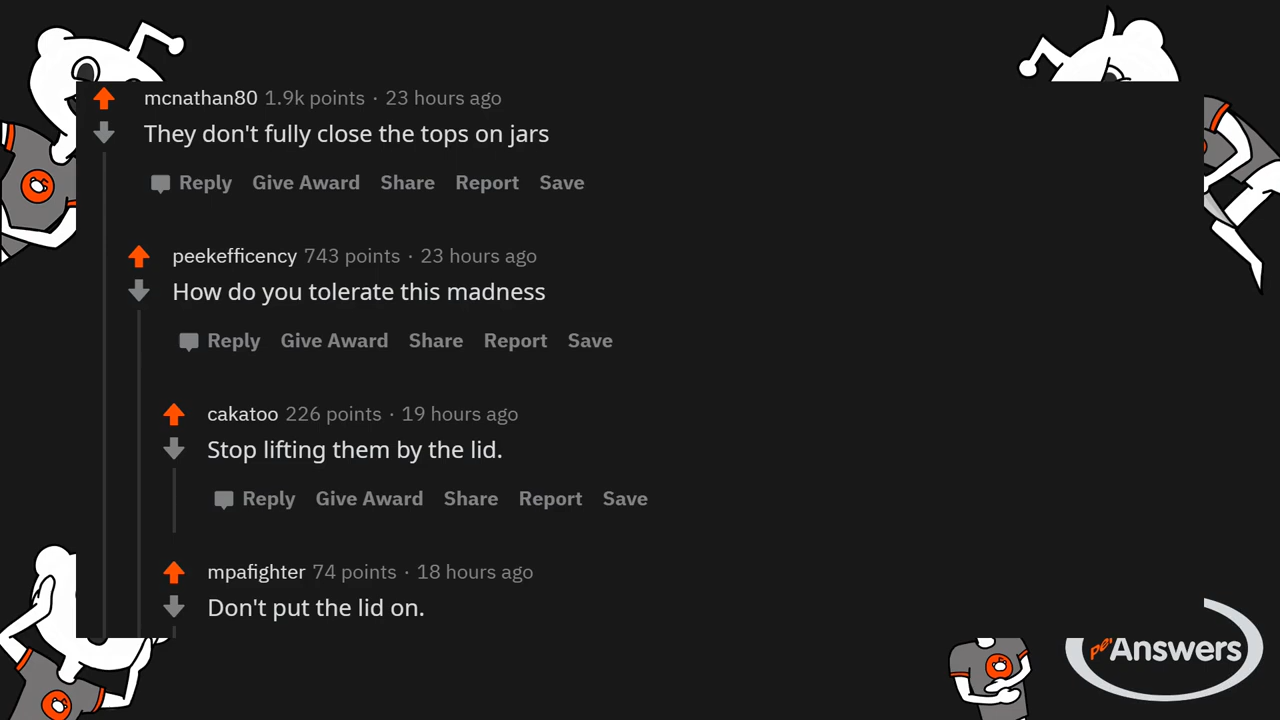 mcnathan80 1.9k points · 23 hours ago
They don't fully close the tops on jars
Reply Give Award Share Report Save
peekefficency 743 points · 23 hours ago
How do you tolerate this madness
Reply Give Award Share Report Save
cakatoo 226 points · 19 hours ago
Stop lifting them by the lid.
Reply Give Award Share Report Save
mpafighter 74 points · 18 hours ago
Don't put the lid on.
Answers